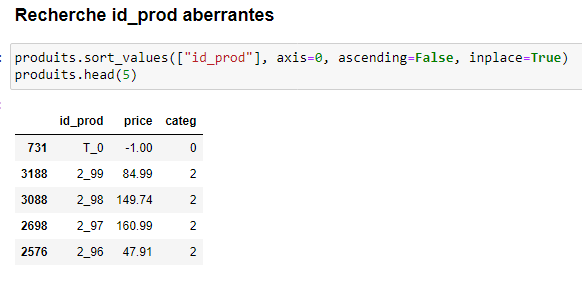 Recherche id_prod aberrantes
produits.sort_values(["id_prod"], axis=0, ascending=False, inplace=True)
produits.head(5)
id_prod price categ
731 T_0 -1.00 0
3188 2_99 84.99 2
3088 2_98 149.74 2
2698 2_97 160.99 2
2576 2_96 47.91 2